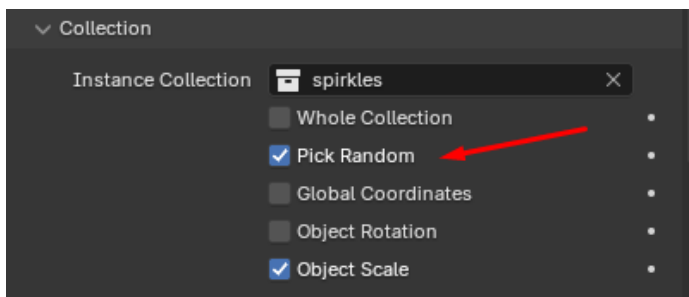 Collection
Instance Collection spirkles
Whole Collection
Pick Random
Global Coordinates
Object Rotation
Object Scale